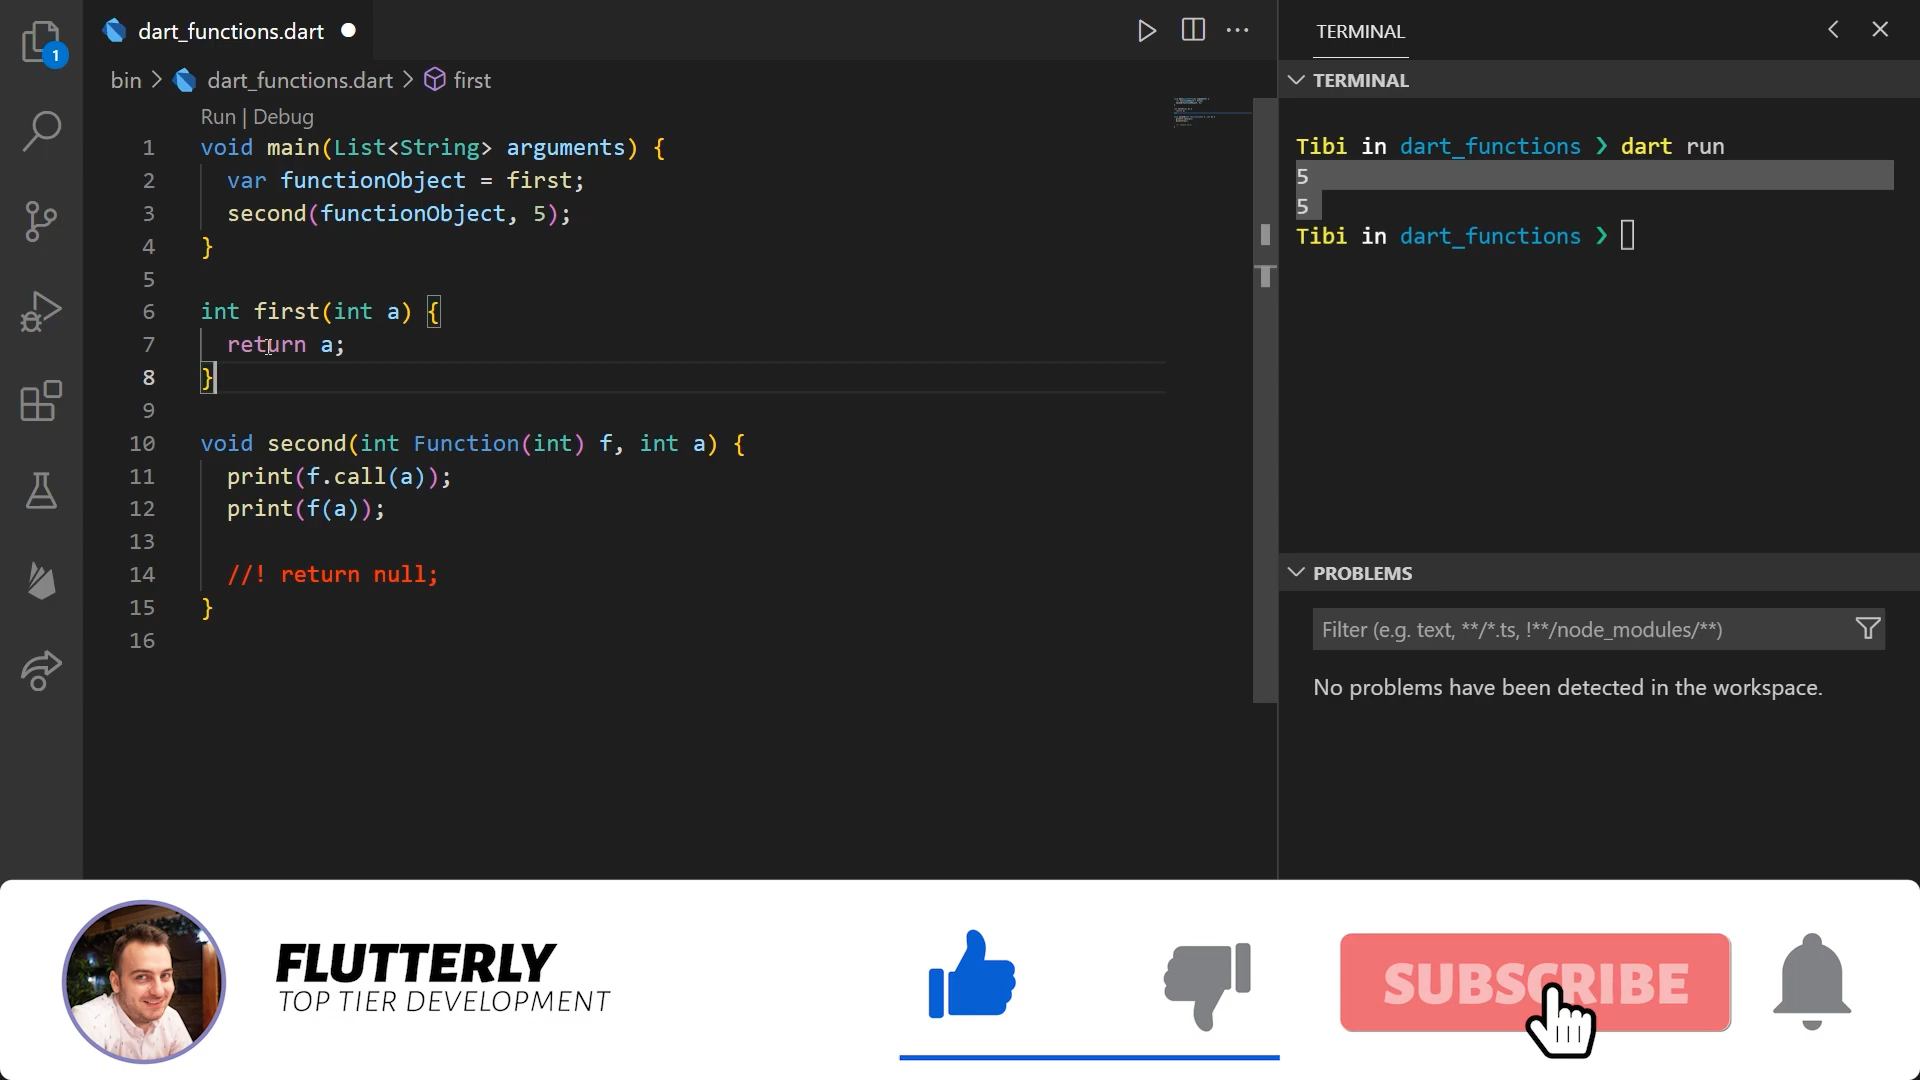 dart_functions.dart
bin > dart_functions.dart > first
Run | Debug
1 void main(List<String> arguments) {
2 var functionObject = first;
3 second(functionObject, 5);
4 }
5
6 int first(int a) {
7 return a;
8 }
9
10 void second(int Function(int) f, int a) {
11 print(f.call(a));
12 print(f(a));
13
14 //! return null;
15 }
16
1
TERMINAL
TERMINAL
Tibi in dart_functions ❯ dart run
5
5
Tibi in dart_functions ❯
PROBLEMS
Filter (e.g. text, **/*.ts, !**/node_modules/**)
No problems have been detected in the workspace.
FLUTTERLY
TOP TIER DEVELOPMENT
SUBSCRIBE